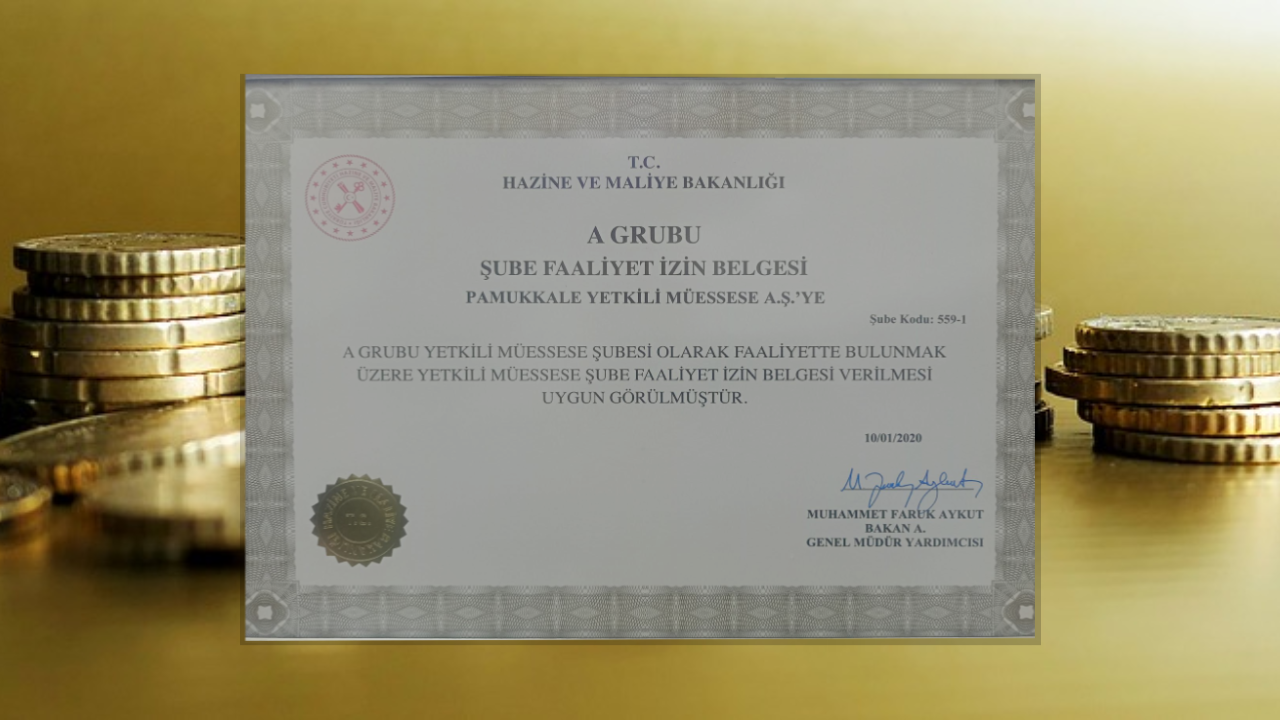 T.C.
HAZİNE VE MALİYE BAKANLIĞI
A GRUBU
ŞUBE FAALİYET İZİN BELGESİ
PAMUKKALE YETKİLİ MÜESSESE A.Ş.'YE
Şube Kodu: 559-1
A GRUBU YETKİLİ MÜESSESE ŞUBESİ OLARAK FAALİYETTE BULUNMAK
ÜZERE YETKİLİ MÜESSESE ŞUBE FAALİYET İZİN BELGESİ VERİLMESİ
UYGUN GÖRÜLMÜŞTÜR.
10/01/2020
MUHAMMET FARUK AYKUT
BAKAN A.
GENEL MÜDÜR YARDIMCISI